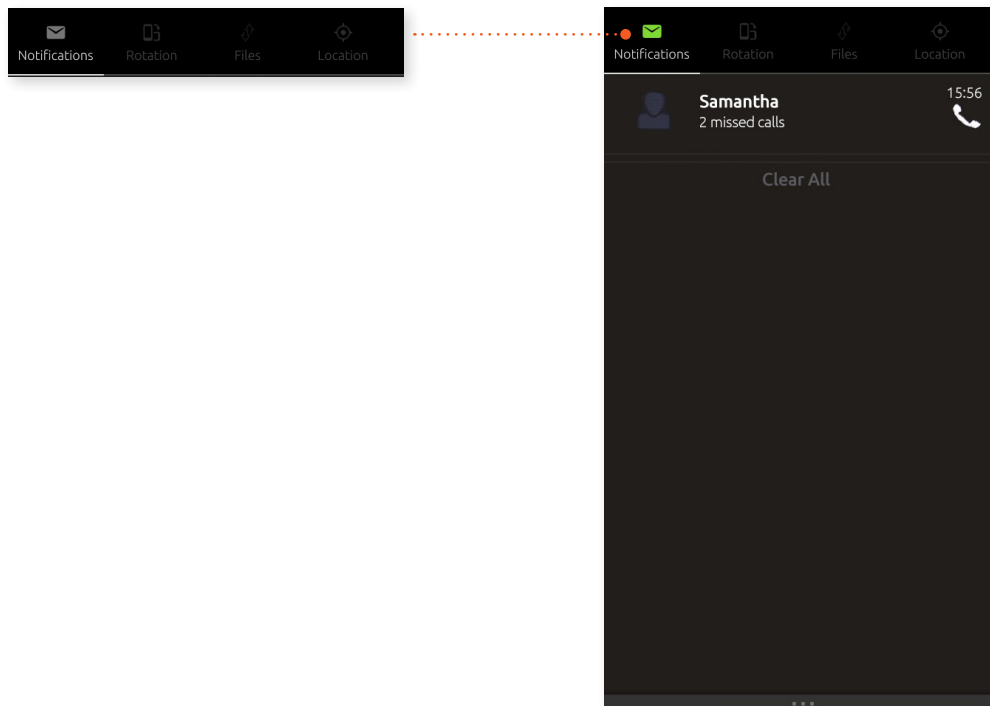 Notifications Rotation Files Location
Notifications Rotation Files Location
Samantha
15:56
2 missed calls
Clear All